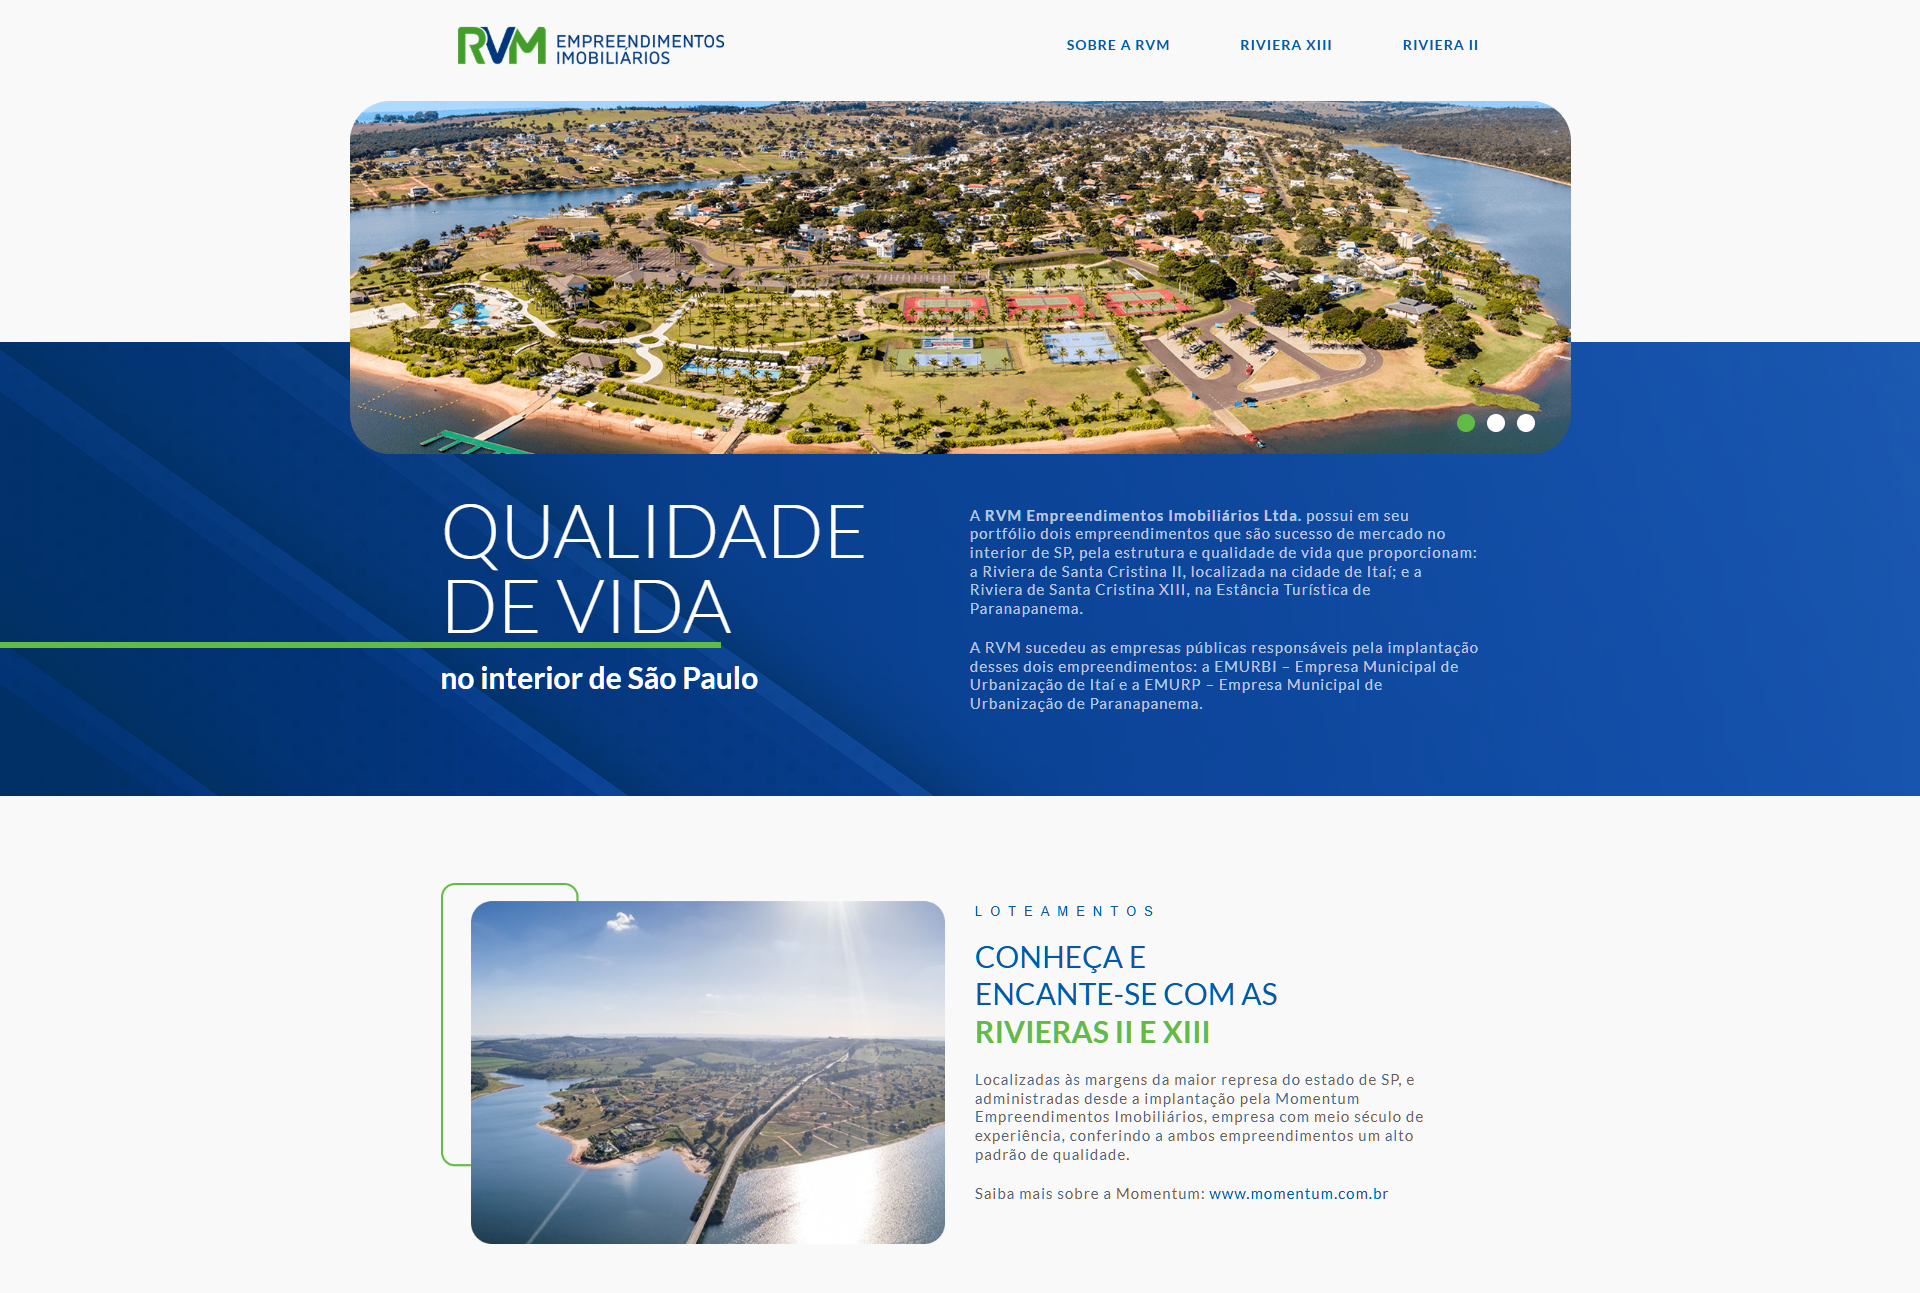 RVM EMPREENDIMENTOS
IMOBILIÁRIOS
SOBRE A RVM
RIVIERA XIII
RIVIERA II
QUALIDADE
DE VIDA
no interior de São Paulo
A RVM Empreendimentos Imobiliários Ltda. possui em seu
portfólio dois empreendimentos que são sucesso de mercado no
interior de SP, pela estrutura e qualidade de vida que proporcionam:
a Riviera de Santa Cristina II, localizada na cidade de Itaí; e a
Riviera de Santa Cristina XIII, na Estância Turística de
Paranapanema.
A RVM sucedeu as empresas públicas responsáveis pela implantação
desses dois empreendimentos: a EMURBI – Empresa Municipal de
Urbanização de Itaí e a EMURP – Empresa Municipal de
Urbanização de Paranapanema.
LOTEAMENTOS
CONHEÇA E
ENCANTE-SE COM AS
RIVIERAS II E XIII
Localizadas às margens da maior represa do estado de SP, e
administradas desde a implantação pela Momentum
Empreendimentos Imobiliários, empresa com meio século de
experiência, conferindo a ambos empreendimentos um alto
padrão de qualidade.
Saiba mais sobre a Momentum: www.momentum.com.br